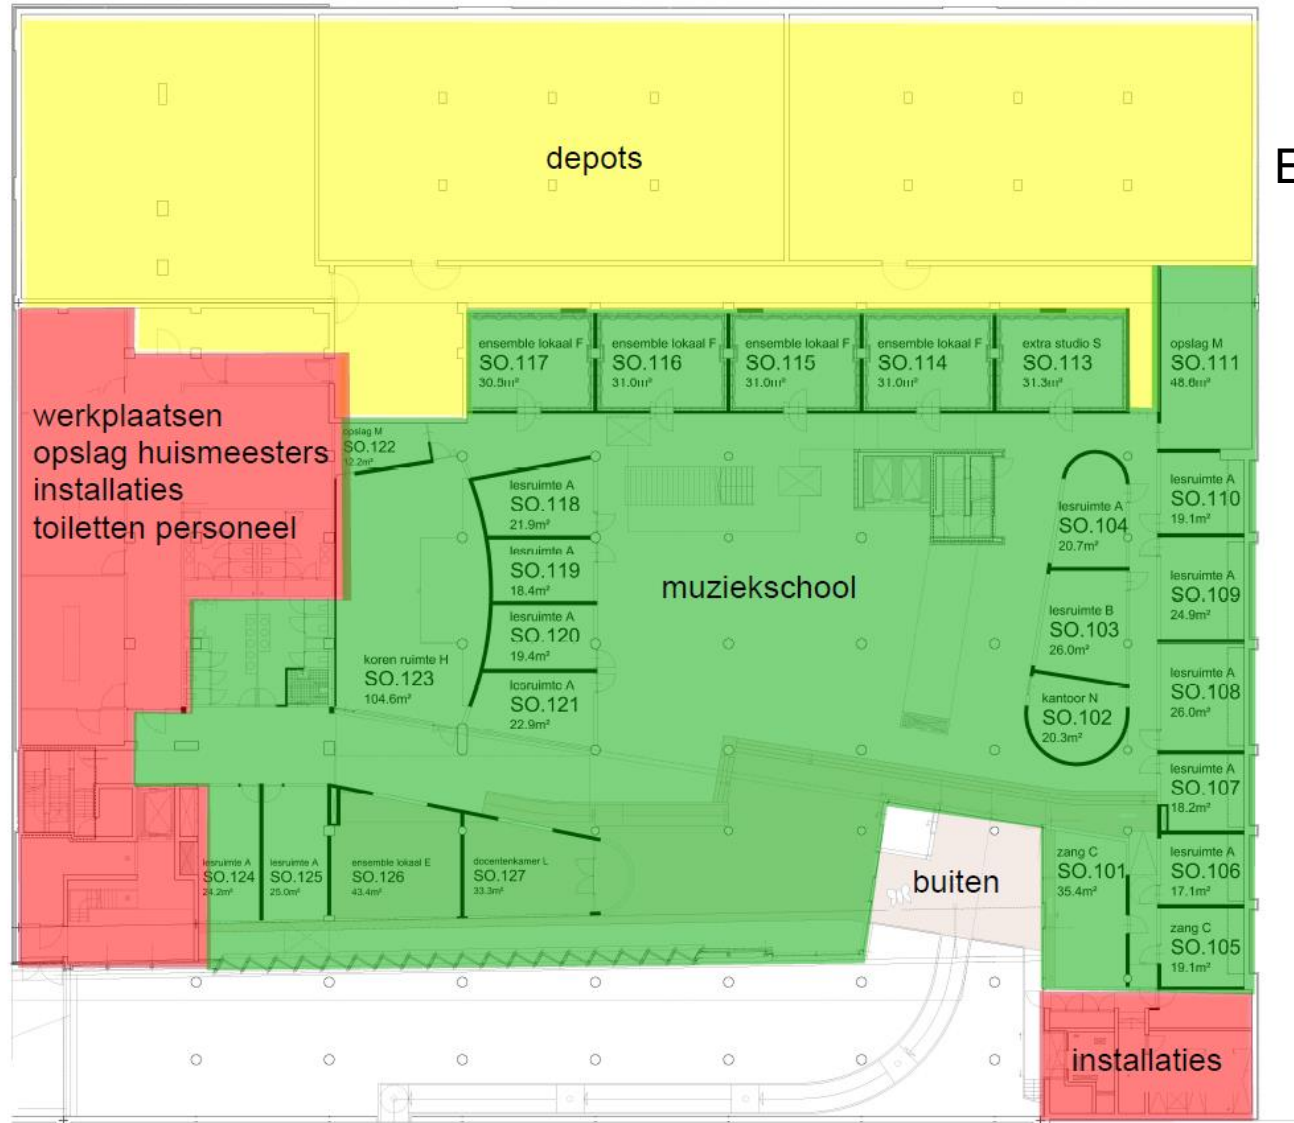 depots
E
ensemble lokaal F
SO.117
30.5m²
ensemble lokaal F
SO.116
31.0m²
ensemble lokaal F
SO.115
31.0m²
ensemble lokaal F
SO.114
31.0m²
extra studio S
SO.113
31.3m²
opslag M
SO.111
48.6m²
werkplaatsen
opslag huismeesters
installaties
toiletten personeel
opslag M
SO.122
12.2m²
lesruimte A
SO.118
21.9m²
lesruimte A
SO.119
18.4m²
lesruimte A
SO.120
19.4m²
lesruimte A
SO.121
22.9m²
koren ruimte H
SO.123
104.6m²
muziekschool
lesruimte A
SO.104
20.7m²
lesruimte B
SO.103
26.0m²
kantoor N
SO.102
20.3m²
lesruimte A
SO.110
19.1m²
lesruimte A
SO.109
24.9m²
lesruimte A
SO.108
26.0m²
lesruimte A
SO.107
18.2m²
lesruimte A
SO.106
17.1m²
zang C
SO.105
19.1m²
zang C
SO.101
35.4m²
buiten
lesruimte A
SO.124
24.2m²
lesruimte A
SO.125
25.0m²
ensemble lokaal E
SO.126
43.4m²
docentenkamer L
SO.127
33.3m²
installaties